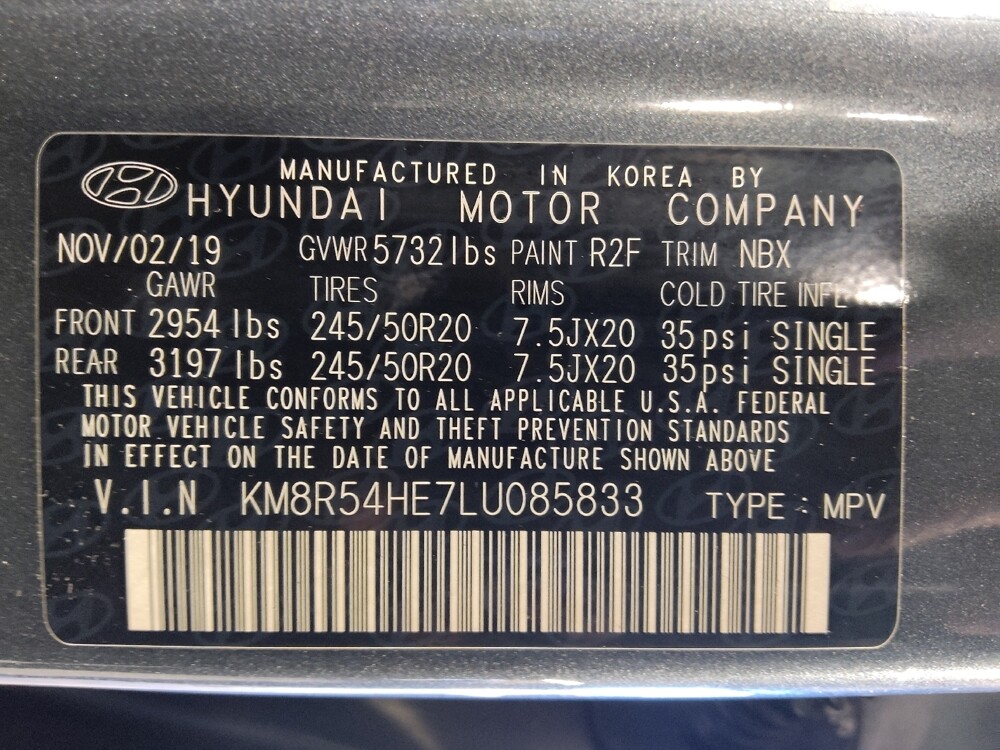 MANUFACTURED IN KOREA BY
HYUNDAI MOTOR COMPANY
NOV/02/19 GVWR 5732 lbs PAINT R2F TRIM NBX
GAWR TIRES RIMS COLD TIRE
FRONT 2954 lbs 245/50R20 7.5JX20 35psi SINGLE
REAR 3197 lbs 245/50R20 7.5JX20 35psi SINGLE
THIS VEHICLE CONFORMS TO ALL APPLICABLE U.S.A. FEDERAL
MOTOR VEHICLE SAFETY AND THEFT PREVENTION STANDARDS
IN EFFECT ON THE DATE OF MANUFACTURE SHOWN ABOVE
V.I.N KM8R54HE7LU085833 TYPE : MPV